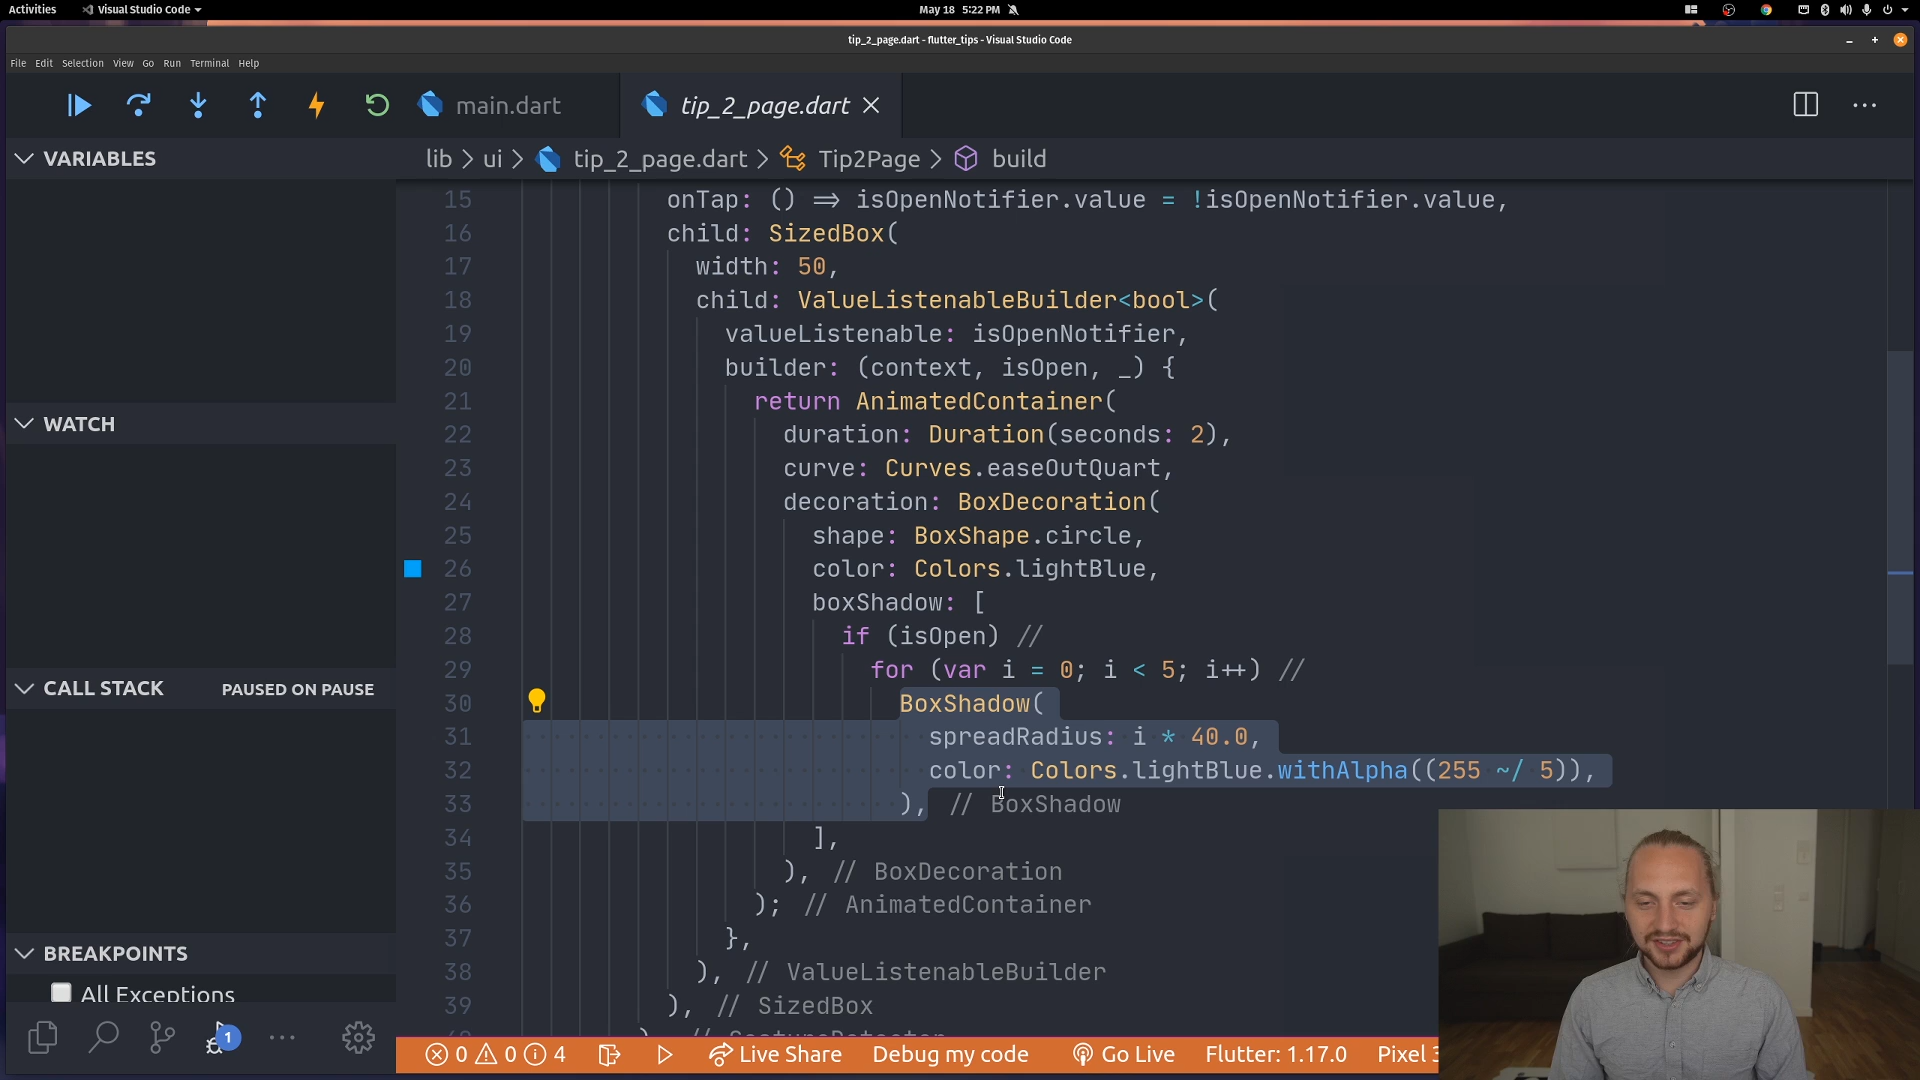 Activities
Visual Studio Code
May 18 5:22 PM
tip_2_page.dart - flutter_tips - Visual Studio Code
File Edit Selection View Go Run Terminal Help
main.dart
tip_2_page.dart
VARIABLES
lib > ui > tip_2_page.dart > Tip2Page > build
15 onTap: () => isOpenNotifier.value = !isOpenNotifier.value,
16 child: SizedBox(
17 width: 50,
18 child: ValueListenableBuilder<bool>(
19 valueListenable: isOpenNotifier,
20 builder: (context, isOpen, _) {
21 return AnimatedContainer(
22 duration: Duration(seconds: 2),
23 curve: Curves.easeOutQuart,
24 decoration: BoxDecoration(
25 shape: BoxShape.circle,
26 color: Colors.lightBlue,
27 boxShadow: [
28 if (isOpen) //
29 for (var i = 0; i < 5; i++) //
30 BoxShadow(
31 spreadRadius: i * 40.0,
32 color: Colors.lightBlue.withAlpha((255 ~/ 5)),
33 ), // BoxShadow
34 ],
35 ), // BoxDecoration
36 ); // AnimatedContainer
37 },
38 ), // ValueListenableBuilder
39 ), // SizedBox
WATCH
CALL STACK PAUSED ON PAUSE
BREAKPOINTS
All Exceptions
1
0 0 4 Live Share Debug my code Go Live Flutter: 1.17.0 Pixel